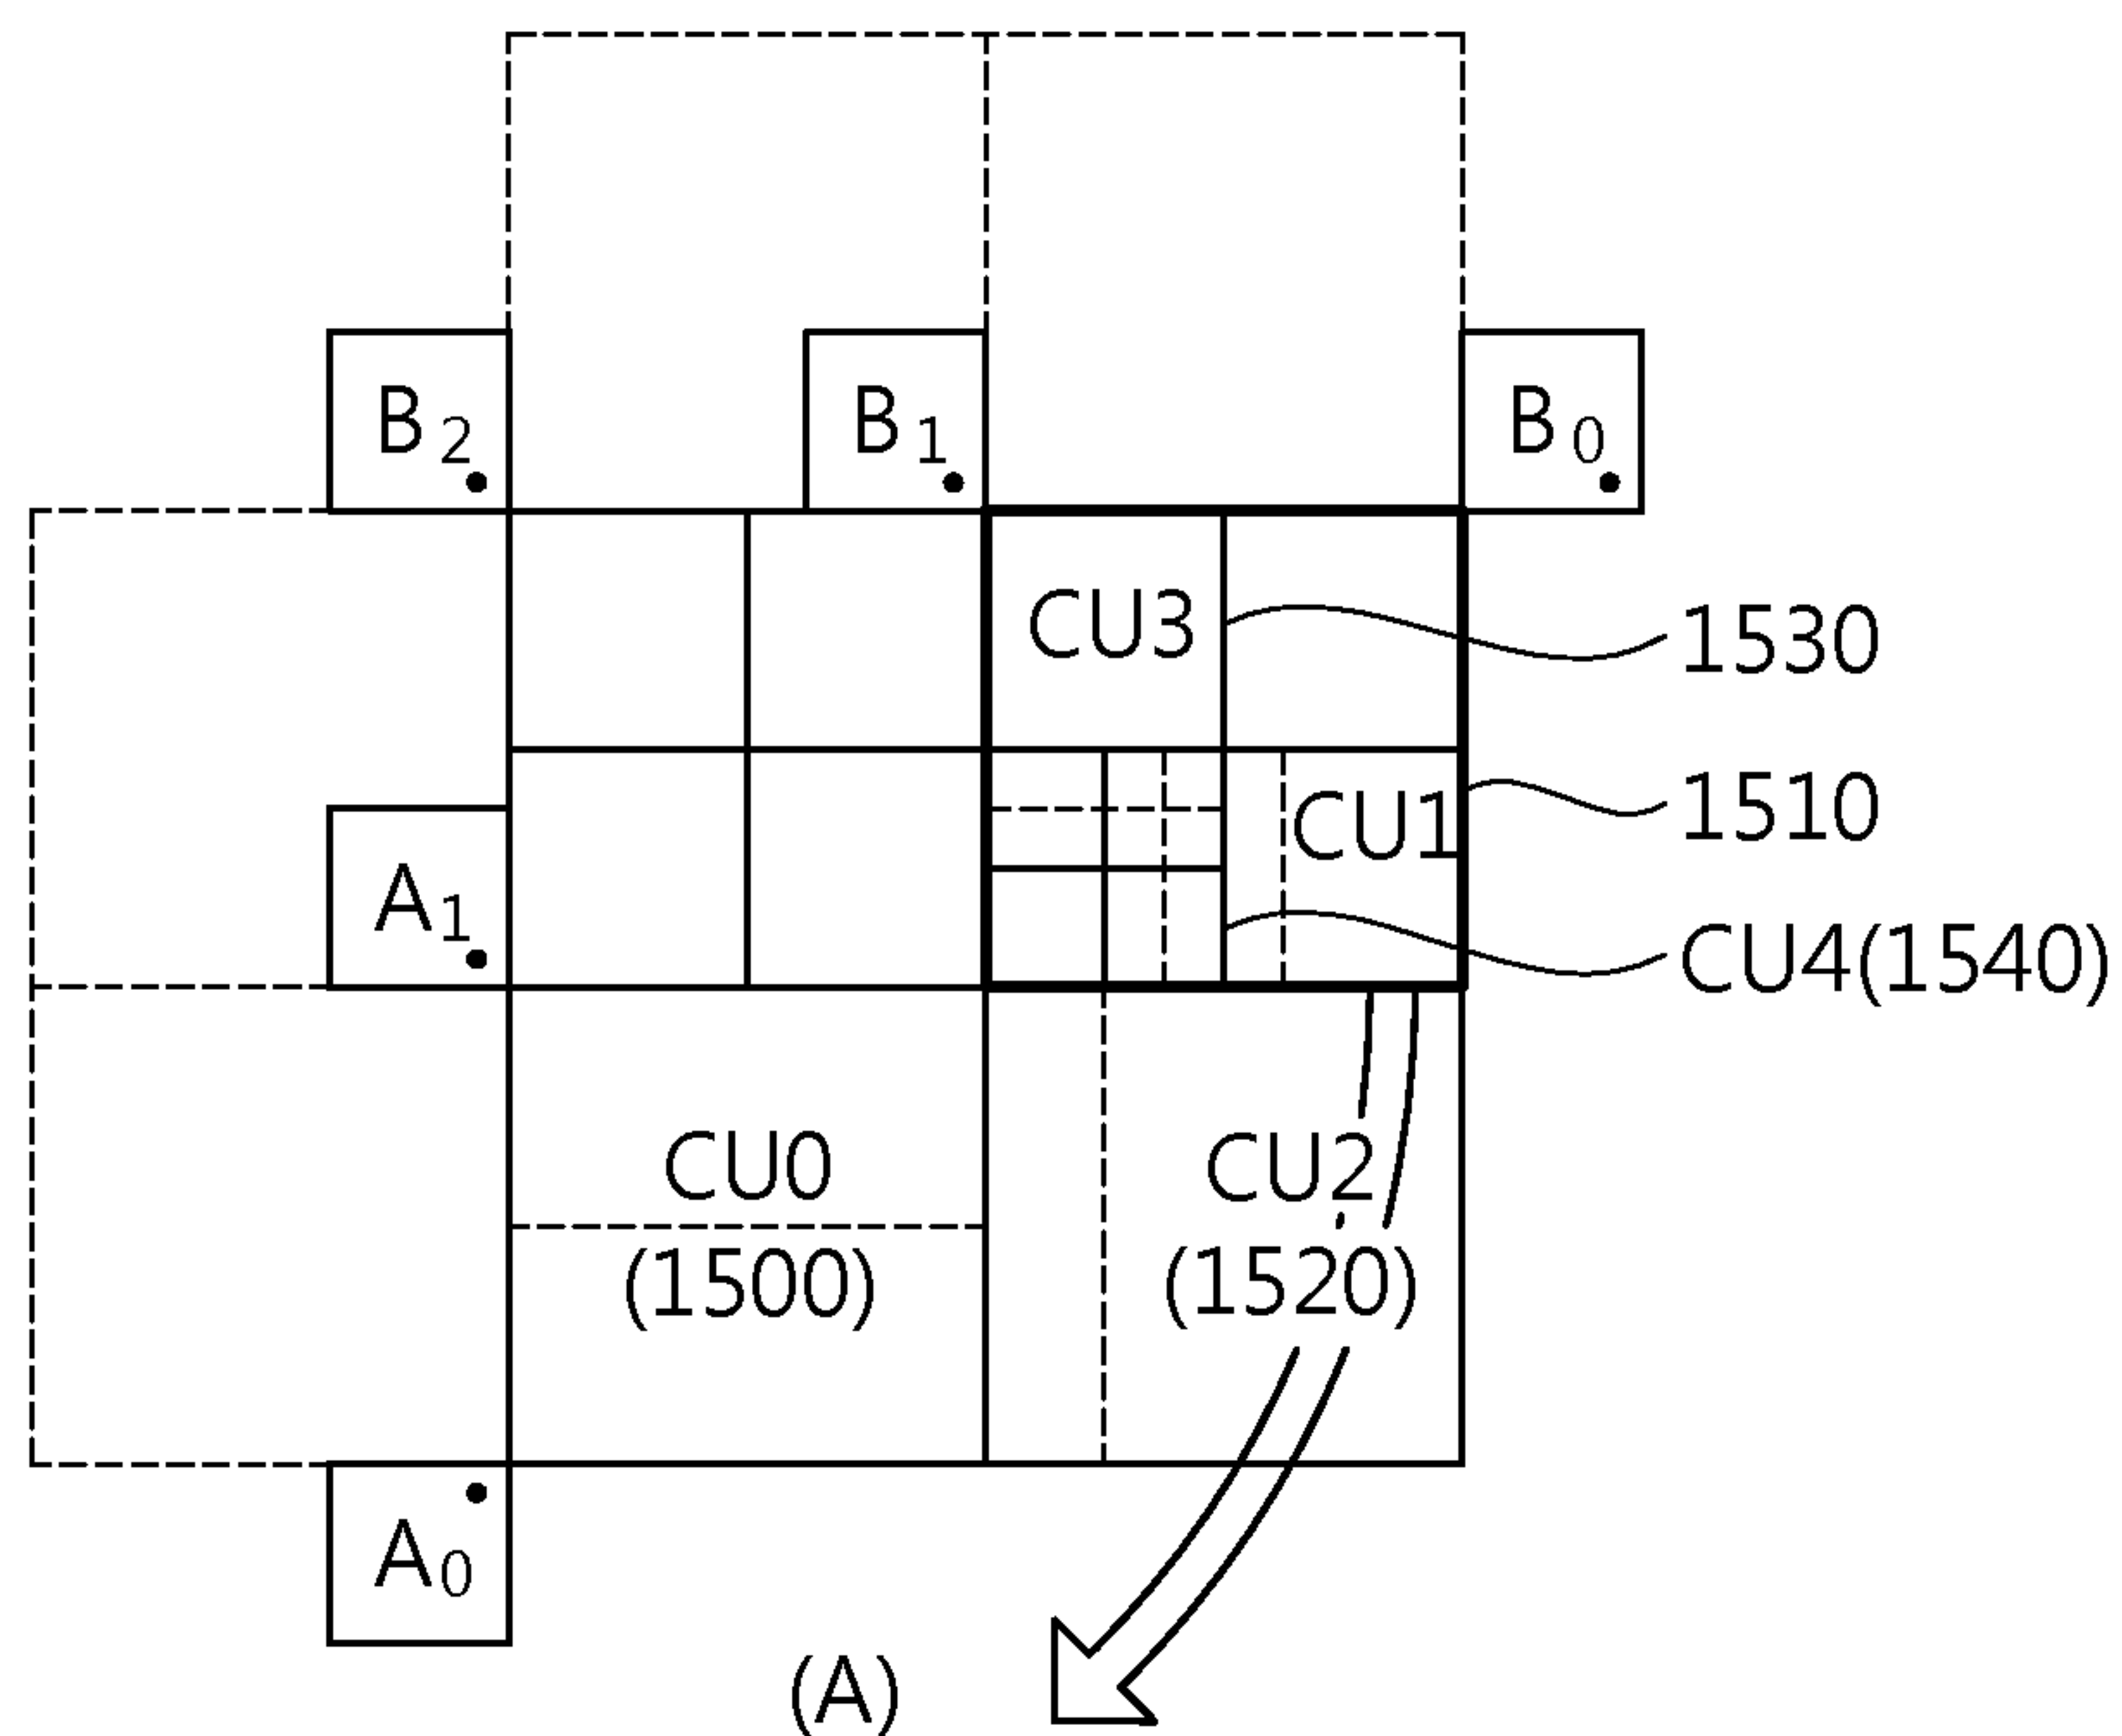 B2
B1
B0
CU3
1530
CU1
1510
A1
CU4(1540)
CU0
(1500)
CU2
(1520)
A0
(A)